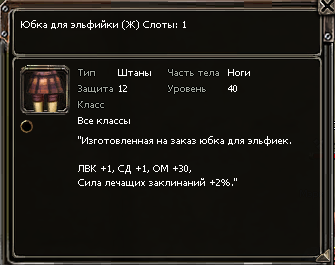 Юбка для эльфийки (Ж) Слоты: 1
Тип Штаны Часть тела Ноги
Защита 12 Уровень 40
Класс
Все классы
"Изготовленная на заказ юбка для эльфиек.
ЛВК +1, СД +1, ОМ +30,
Сила лечащих заклинаний +2%."